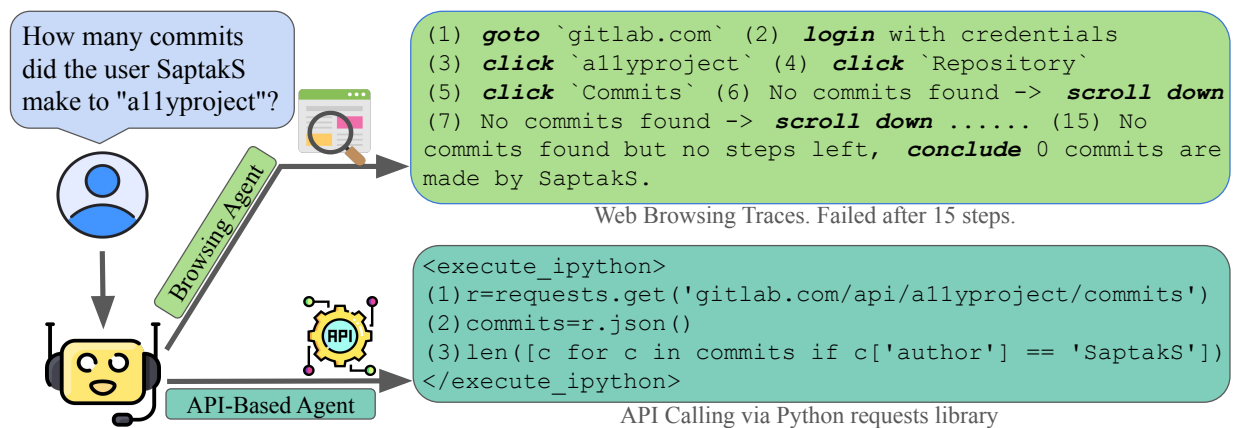 How many commits
did the user SaptakS
make to "a11yproject"?
(1) goto `gitlab.com` (2) login with credentials
(3) click `a11yproject` (4) click `Repository`
(5) click `Commits` (6) No commits found -> scroll down
(7) No commits found -> scroll down ...... (15) No
commits found but no steps left, conclude 0 commits are
made by SaptakS.
Web Browsing Traces. Failed after 15 steps.
Browsing Agent
<execute_ipython>
(1)r=requests.get('gitlab.com/api/a11yproject/commits')
(2)commits=r.json()
(3)len([c for c in commits if c['author'] == 'SaptakS'])
</execute_ipython>
API
API-Based Agent
API Calling via Python requests library